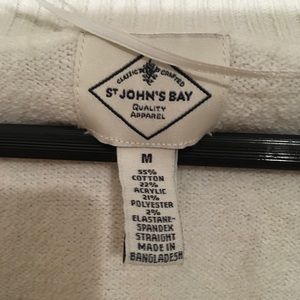 CLASSIC CRAFTED
ST JOHN'S BAY
QUALITY
APPAREL
M
55%
COTTON
22%
ACRYLIC
21%
POLYESTER
2%
ELASTANE-
SPANDEX
STRAIGHT
MADE IN
BANGLADESH